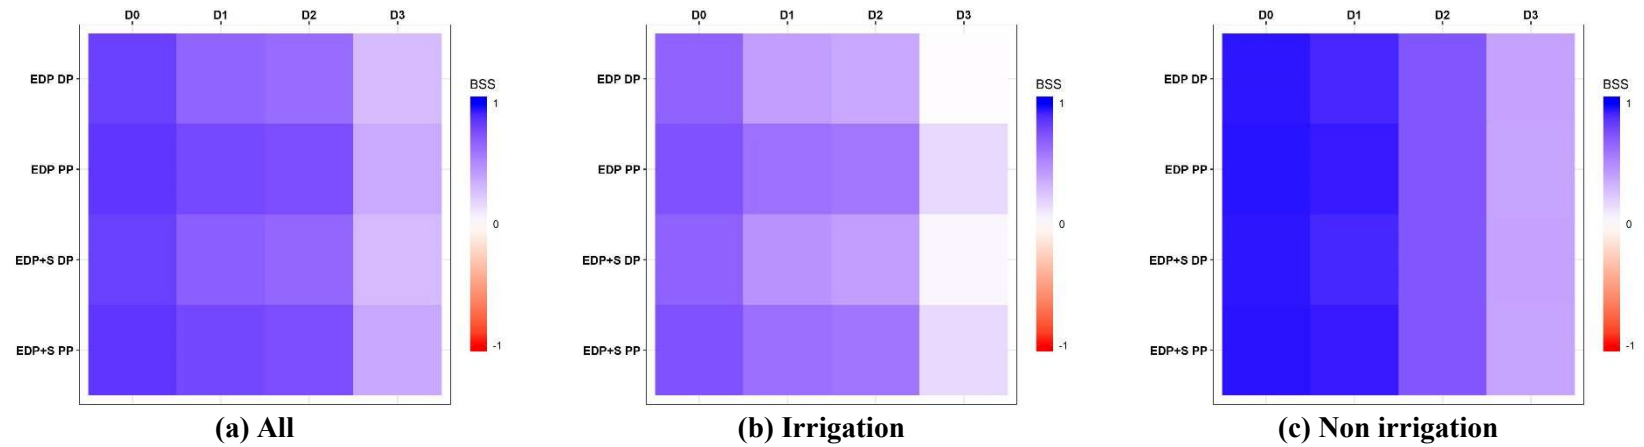 D0 D1 D2 D3
EDP DP
EDP PP
EDP+S DP
EDP+S PP
BSS
1
0
-1
(a) All
D0 D1 D2 D3
EDP DP
EDP PP
EDP+S DP
EDP+S PP
BSS
1
0
-1
(b) Irrigation
D0 D1 D2 D3
EDP DP
EDP PP
EDP+S DP
EDP+S PP
BSS
1
0
-1
(c) Non irrigation